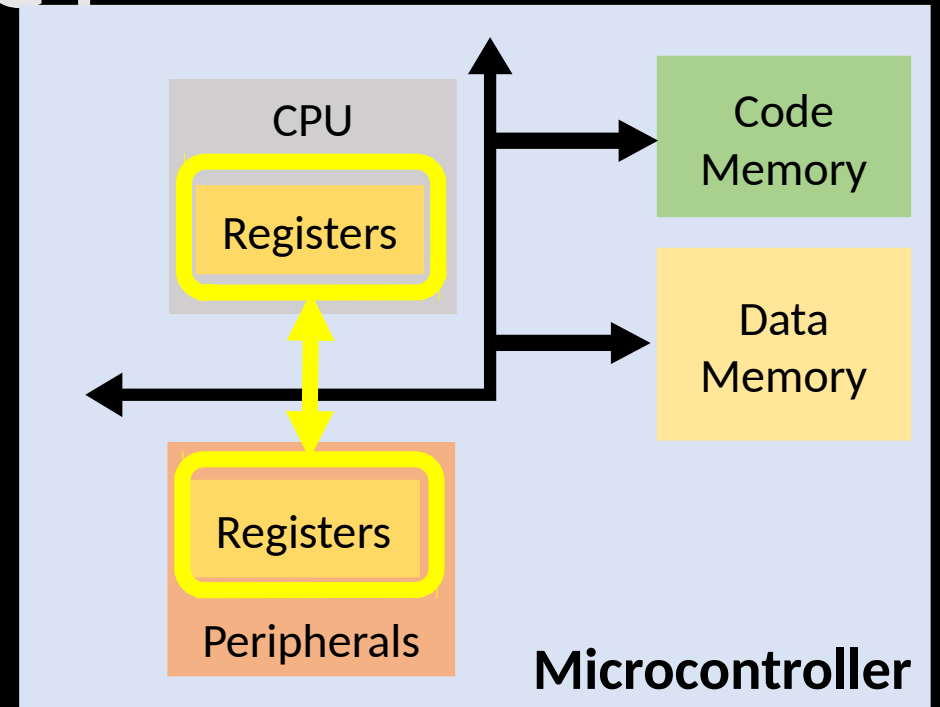 CPU
Registers
Code
Memory
Data
Memory
Registers
Peripherals
Microcontroller